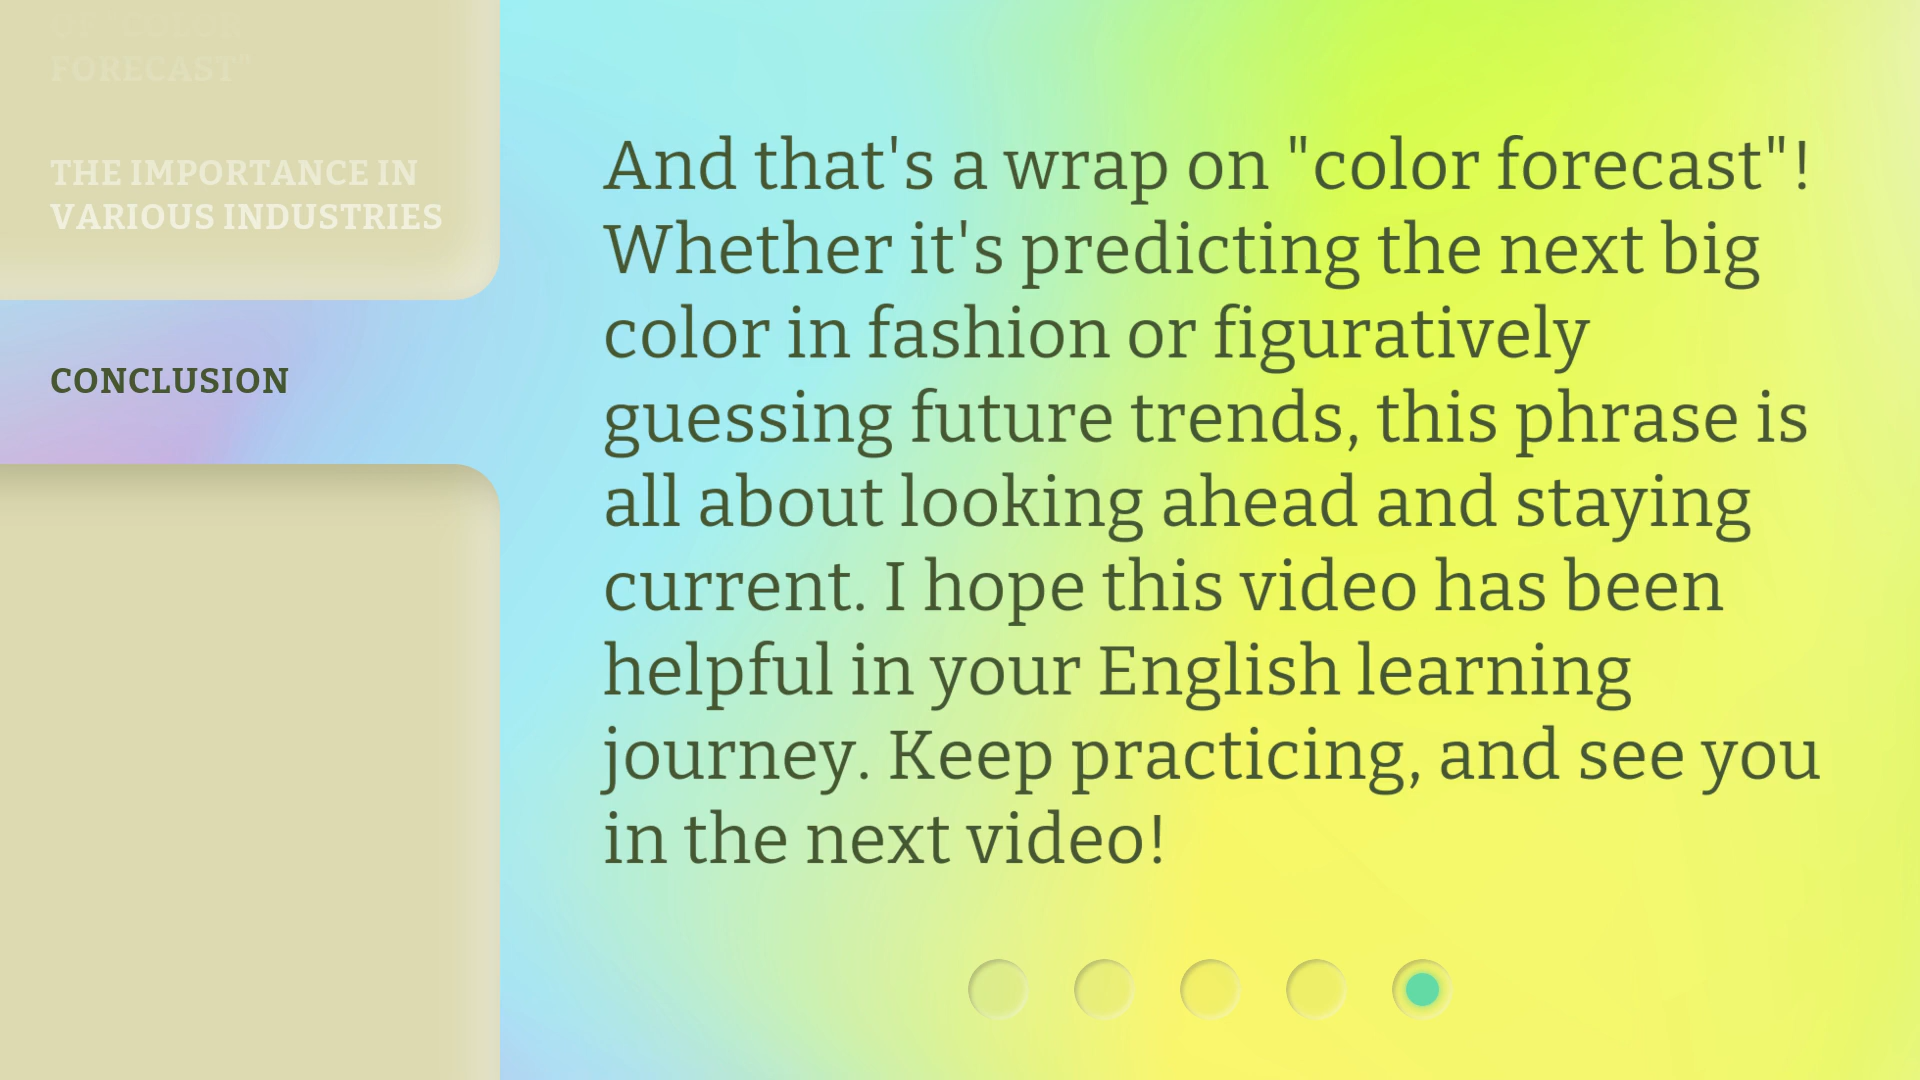 OF "COLOR
FORECAST"
THE IMPORTANCE IN
VARIOUS INDUSTRIES
CONCLUSION
And that's a wrap on "color forecast"!
Whether it's predicting the next big
color in fashion or figuratively
guessing future trends, this phrase is
all about looking ahead and staying
current. I hope this video has been
helpful in your English learning
journey. Keep practicing, and see you
in the next video!